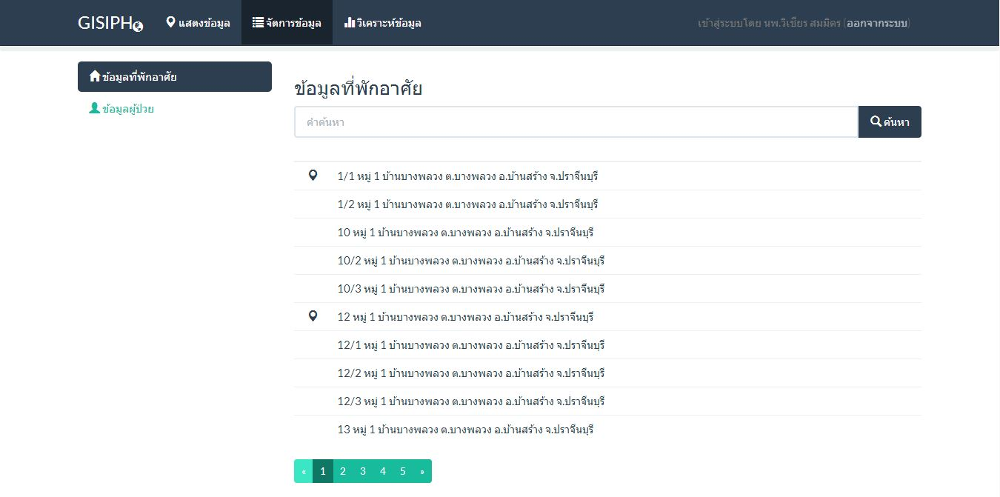 GISIPH แสดงข้อมูล จัดการข้อมูล วิเคราะห์ข้อมูล เข้าสู่ระบบโดย นพ.วิเชียร สมมิตร (ออกจากระบบ)
ข้อมูลที่พักอาศัย
ข้อมูลผู้ป่วย
ข้อมูลที่พักอาศัย
คำค้นหา ค้นหา
1/1 หมู่ 1 บ้านบางพลวง ต.บางพลวง อ.บ้านสร้าง จ.ปราจีนบุรี
1/2 หมู่ 1 บ้านบางพลวง ต.บางพลวง อ.บ้านสร้าง จ.ปราจีนบุรี
10 หมู่ 1 บ้านบางพลวง ต.บางพลวง อ.บ้านสร้าง จ.ปราจีนบุรี
10/2 หมู่ 1 บ้านบางพลวง ต.บางพลวง อ.บ้านสร้าง จ.ปราจีนบุรี
10/3 หมู่ 1 บ้านบางพลวง ต.บางพลวง อ.บ้านสร้าง จ.ปราจีนบุรี
12 หมู่ 1 บ้านบางพลวง ต.บางพลวง อ.บ้านสร้าง จ.ปราจีนบุรี
12/1 หมู่ 1 บ้านบางพลวง ต.บางพลวง อ.บ้านสร้าง จ.ปราจีนบุรี
12/2 หมู่ 1 บ้านบางพลวง ต.บางพลวง อ.บ้านสร้าง จ.ปราจีนบุรี
12/3 หมู่ 1 บ้านบางพลวง ต.บางพลวง อ.บ้านสร้าง จ.ปราจีนบุรี
13 หมู่ 1 บ้านบางพลวง ต.บางพลวง อ.บ้านสร้าง จ.ปราจีนบุรี
« 1 2 3 4 5 »